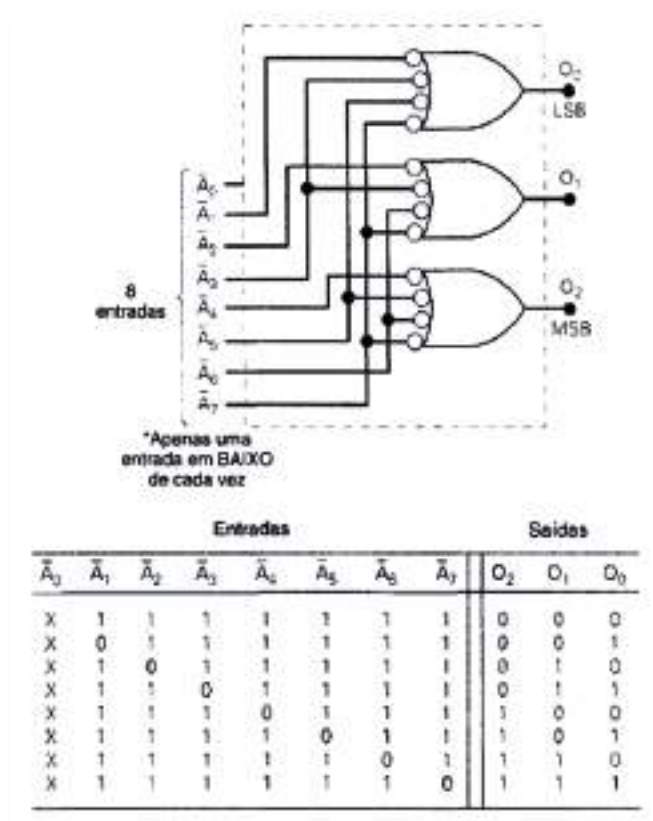 O₀
LSB
Ā₀
Ā₁
O₁
Ā₂
Ā₃
8
entradas
Ā₄
O₂
MSB
Ā₅
Ā₆
Ā₇
*Apenas uma
entrada em BAIXO
de cada vez
Entradas Saídas
Ā₀ Ā₁ Ā₂ Ā₃ Ā₄ Ā₅ Ā₆ Ā₇ O₂ O₁ O₀
X 1 1 1 1 1 1 1 0 0 0
X 0 1 1 1 1 1 1 0 0 1
X 1 0 1 1 1 1 1 0 1 0
X 1 1 0 1 1 1 1 0 1 1
X 1 1 1 0 1 1 1 1 0 0
X 1 1 1 1 0 1 1 1 0 1
X 1 1 1 1 1 0 1 1 1 0
X 1 1 1 1 1 1 0 1 1 1